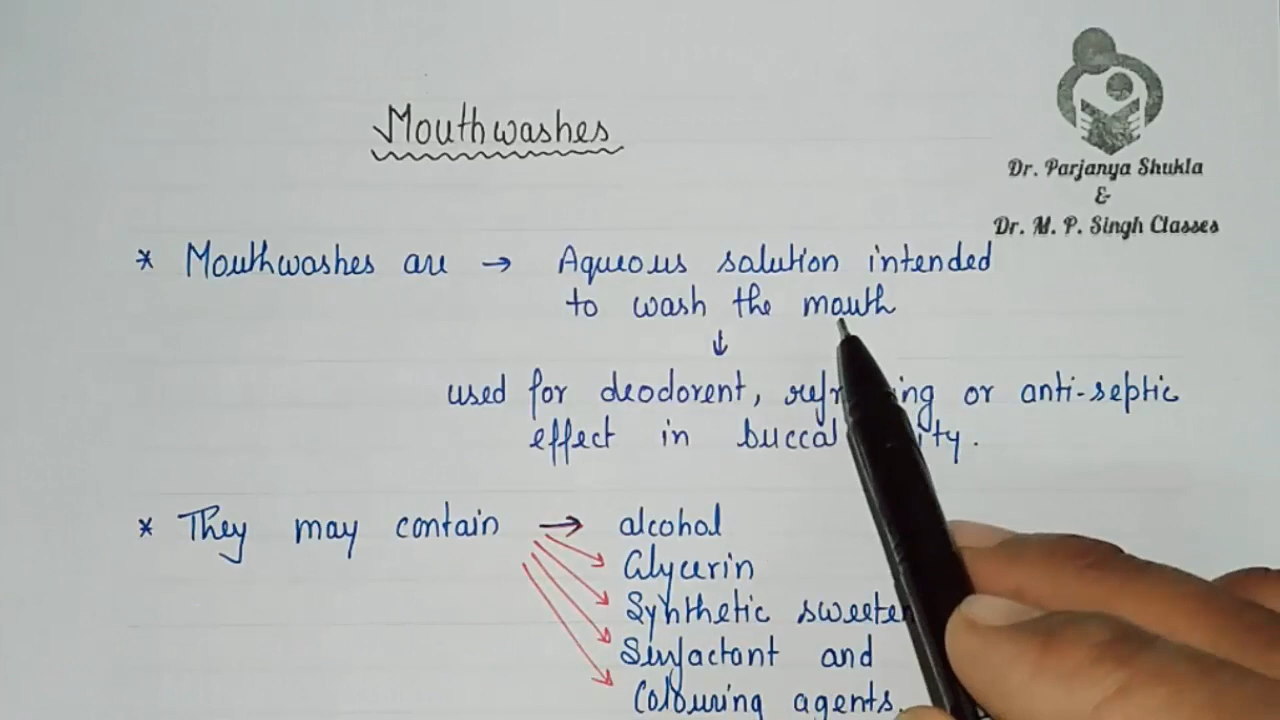 Mouthwashes
Dr. Parjanya Shukla
&
Dr. M. P. Singh Classes
* Mouthwashes are → Aqueous solution intended
to wash the mouth
↓
used for deodorent, or anti-septic
effect in buccal
* They may contain → alcohol
Glycerin
Synthetic
Surfactant and
Colouring agents.